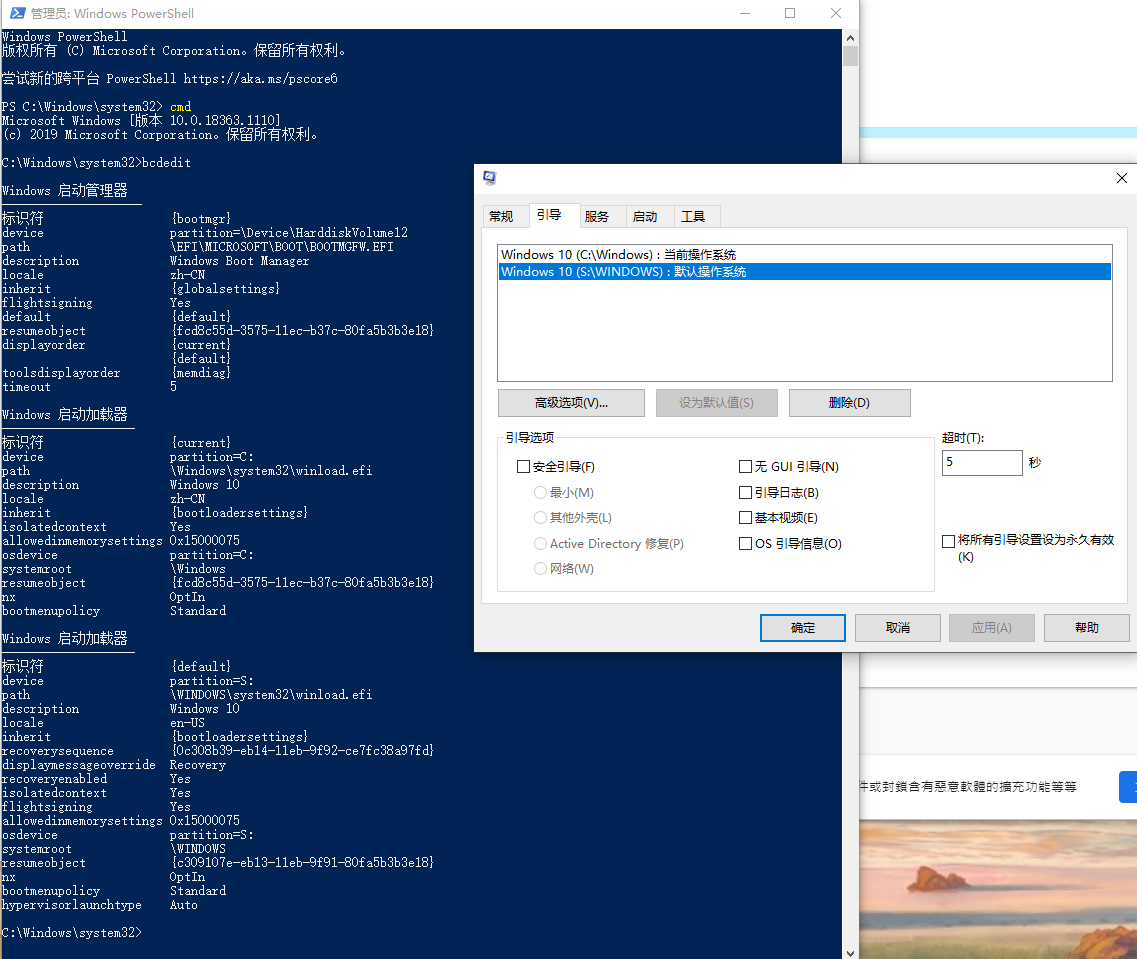 管理员: Windows PowerShell
Windows PowerShell
版权所有 (C) Microsoft Corporation。保留所有权利。
尝试新的跨平台 PowerShell https://aka.ms/pscore6
PS C:\Windows\system32> cmd
Microsoft Windows [版本 10.0.18363.1110]
(c) 2019 Microsoft Corporation。保留所有权利。
C:\Windows\system32>bcdedit
Windows 启动管理器
标识符 {bootmgr}
device partition=\Device\HarddiskVolume12
path \EFI\MICROSOFT\BOOT\BOOTMGFW.EFI
description Windows Boot Manager
locale zh-CN
inherit {globalsettings}
flightsigning Yes
default {default}
resumeobject {fcd8c55d-3575-11ec-b37c-80fa5b3b3e18}
displayorder {current}
{default}
toolsdisplayorder {memdiag}
timeout 5
Windows 启动加载器
标识符 {current}
device partition=C:
path \Windows\system32\winload.efi
description Windows 10
locale zh-CN
inherit {bootloadersettings}
isolatedcontext Yes
allowedinmemorysettings 0x15000075
osdevice partition=C:
systemroot \Windows
resumeobject {fcd8c55d-3575-11ec-b37c-80fa5b3b3e18}
nx OptIn
bootmenupolicy Standard
Windows 启动加载器
标识符 {default}
device partition=S:
path \WINDOWS\system32\winload.efi
description Windows 10
locale en-US
inherit {bootloadersettings}
recoverysequence {0c308b39-eb14-11eb-9f92-ce7fc38a97fd}
displaymessageoverride Recovery
recoveryenabled Yes
isolatedcontext Yes
flightsigning Yes
allowedinmemorysettings 0x15000075
osdevice partition=S:
systemroot \WINDOWS
resumeobject {c309107e-eb13-11eb-9f91-80fa5b3b3e18}
nx OptIn
bootmenupolicy Standard
hypervisorlaunchtype Auto
C:\Windows\system32>
常规 引导 服务 启动 工具
Windows 10 (C:\Windows) : 当前操作系统
Windows 10 (S:\WINDOWS) : 默认操作系统
高级选项(V)... 设为默认值(S) 删除(D)
引导选项 超时(T):
安全引导(F) 无 GUI 引导(N) 5 秒
最小(M) 引导日志(B)
其他外壳(L) 基本视频(E)
Active Directory 修复(P) OS 引导信息(O) 将所有引导设置设为永久有效
(K)
网络(W)
确定 取消 应用(A) 帮助
或封鎖含有惡意軟體的擴充功能等等